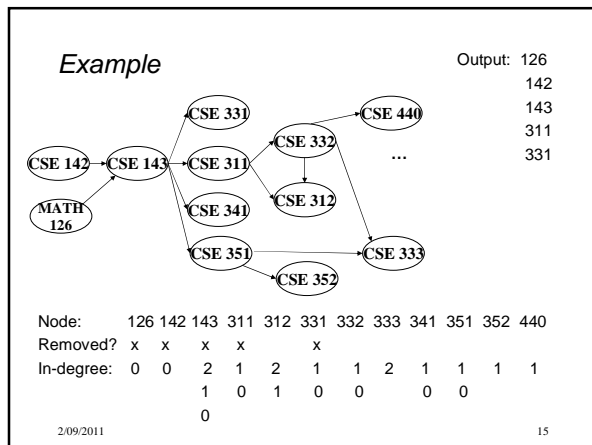 Example
Output: 126
142
143
311
331
CSE 331
CSE 440
CSE 332
CSE 142
CSE 143
CSE 311
...
CSE 312
MATH
126
CSE 341
CSE 351
CSE 333
CSE 352
Node: 126 142 143 311 312 331 332 333 341 351 352 440
Removed? x x x x x
In-degree: 0 0 2 1 2 1 1 2 1 1 1 1
1 0 1 0 0 0 0
0
2/09/2011 15